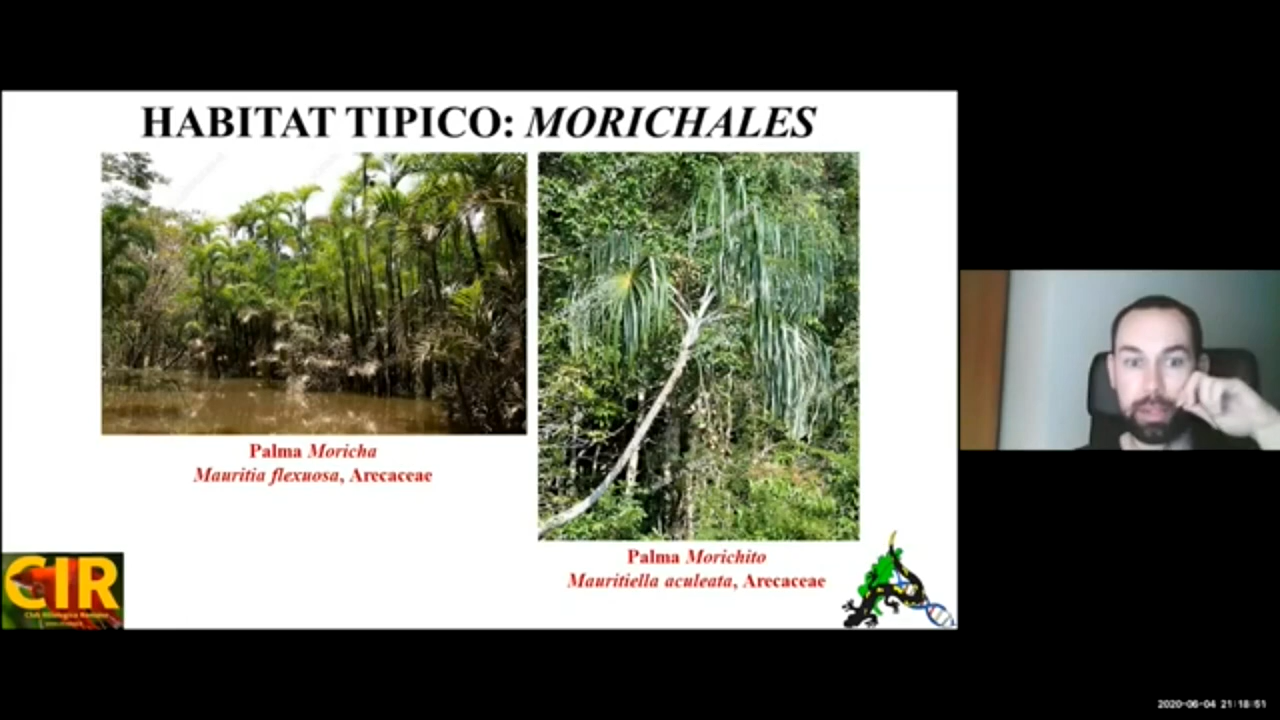 HABITAT TIPICO: MORICHALES
Palma Moricha
Mauritia flexuosa, Arecaceae
Palma Morichito
Mauritiella aculeata, Arecaceae
CIR
2020-06-04 21:18:51